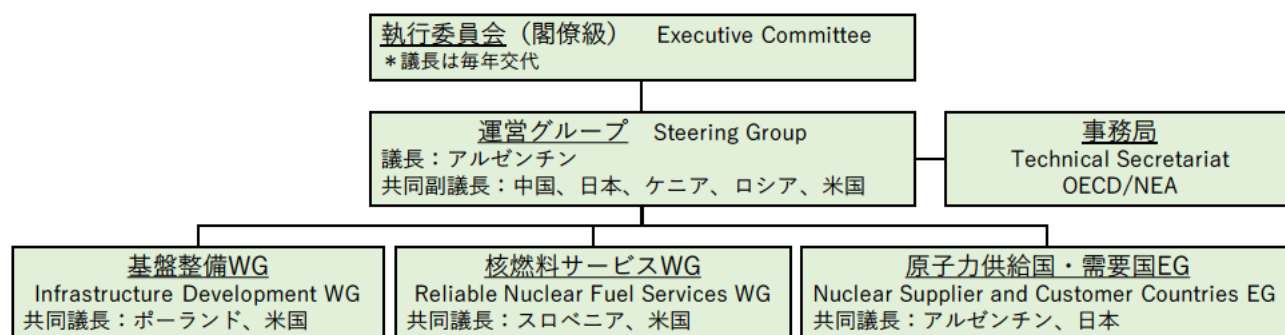 執行委員会（閣僚級） Executive Committee
＊議長は毎年交代
運営グループ Steering Group
議長：アルゼンチン
共同副議長：中国、日本、ケニア、ロシア、米国
事務局
Technical Secretariat
OECD/NEA
基盤整備WG
Infrastructure Development WG
共同議長：ポーランド、米国
核燃料サービスWG
Reliable Nuclear Fuel Services WG
共同議長：スロベニア、米国
原子力供給国・需要国EG
Nuclear Supplier and Customer Countries EG
共同議長：アルゼンチン、日本